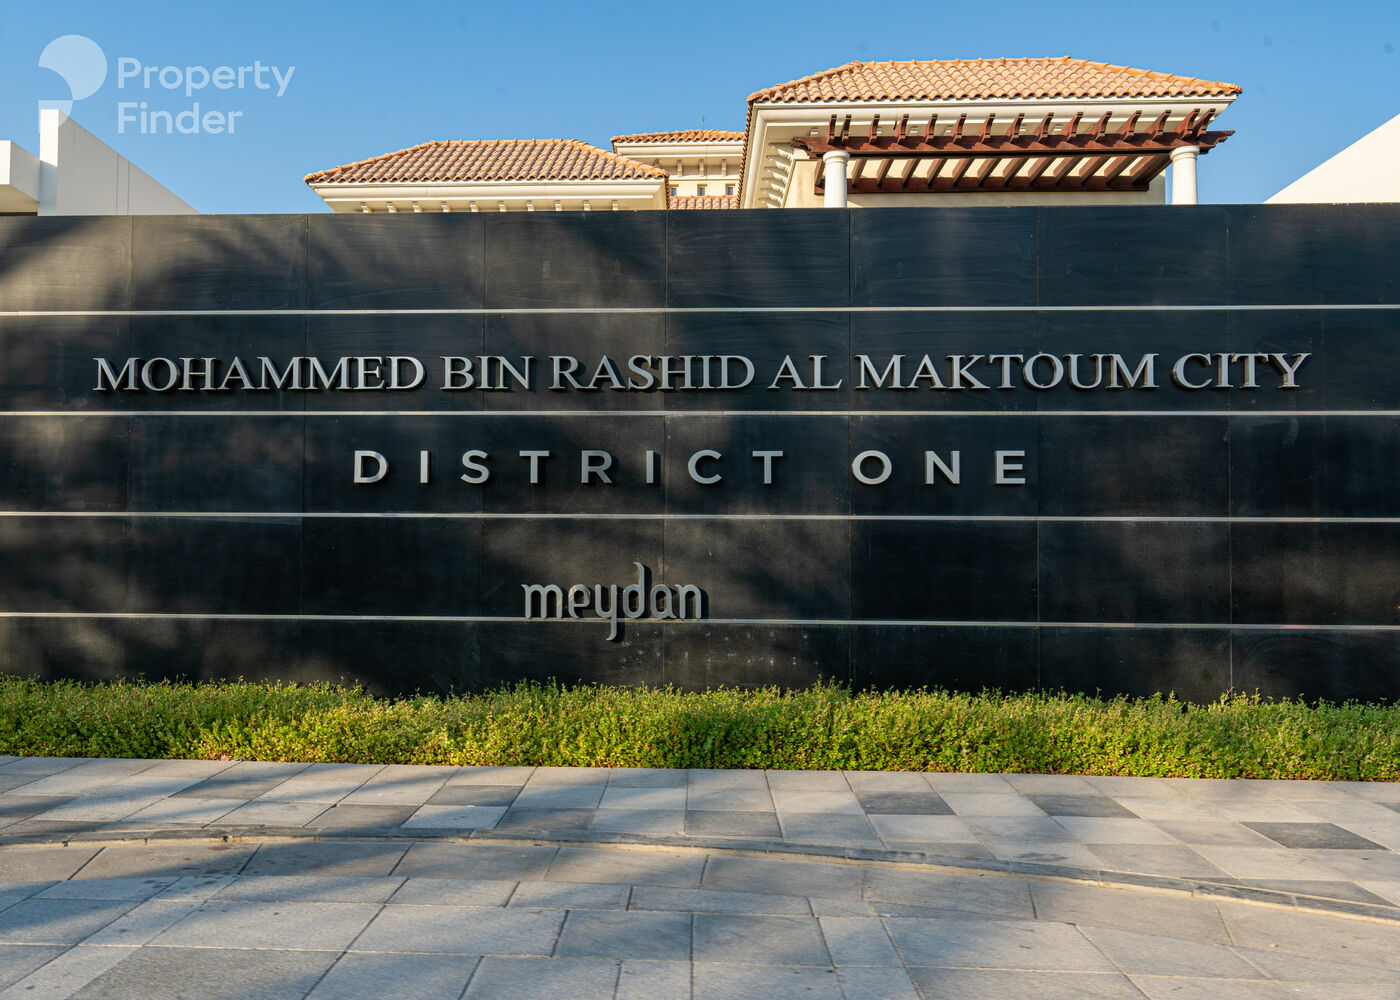 Property
Finder
MOHAMMED BIN RASHID AL MAKTOUM CITY
DISTRICT ONE
meydan